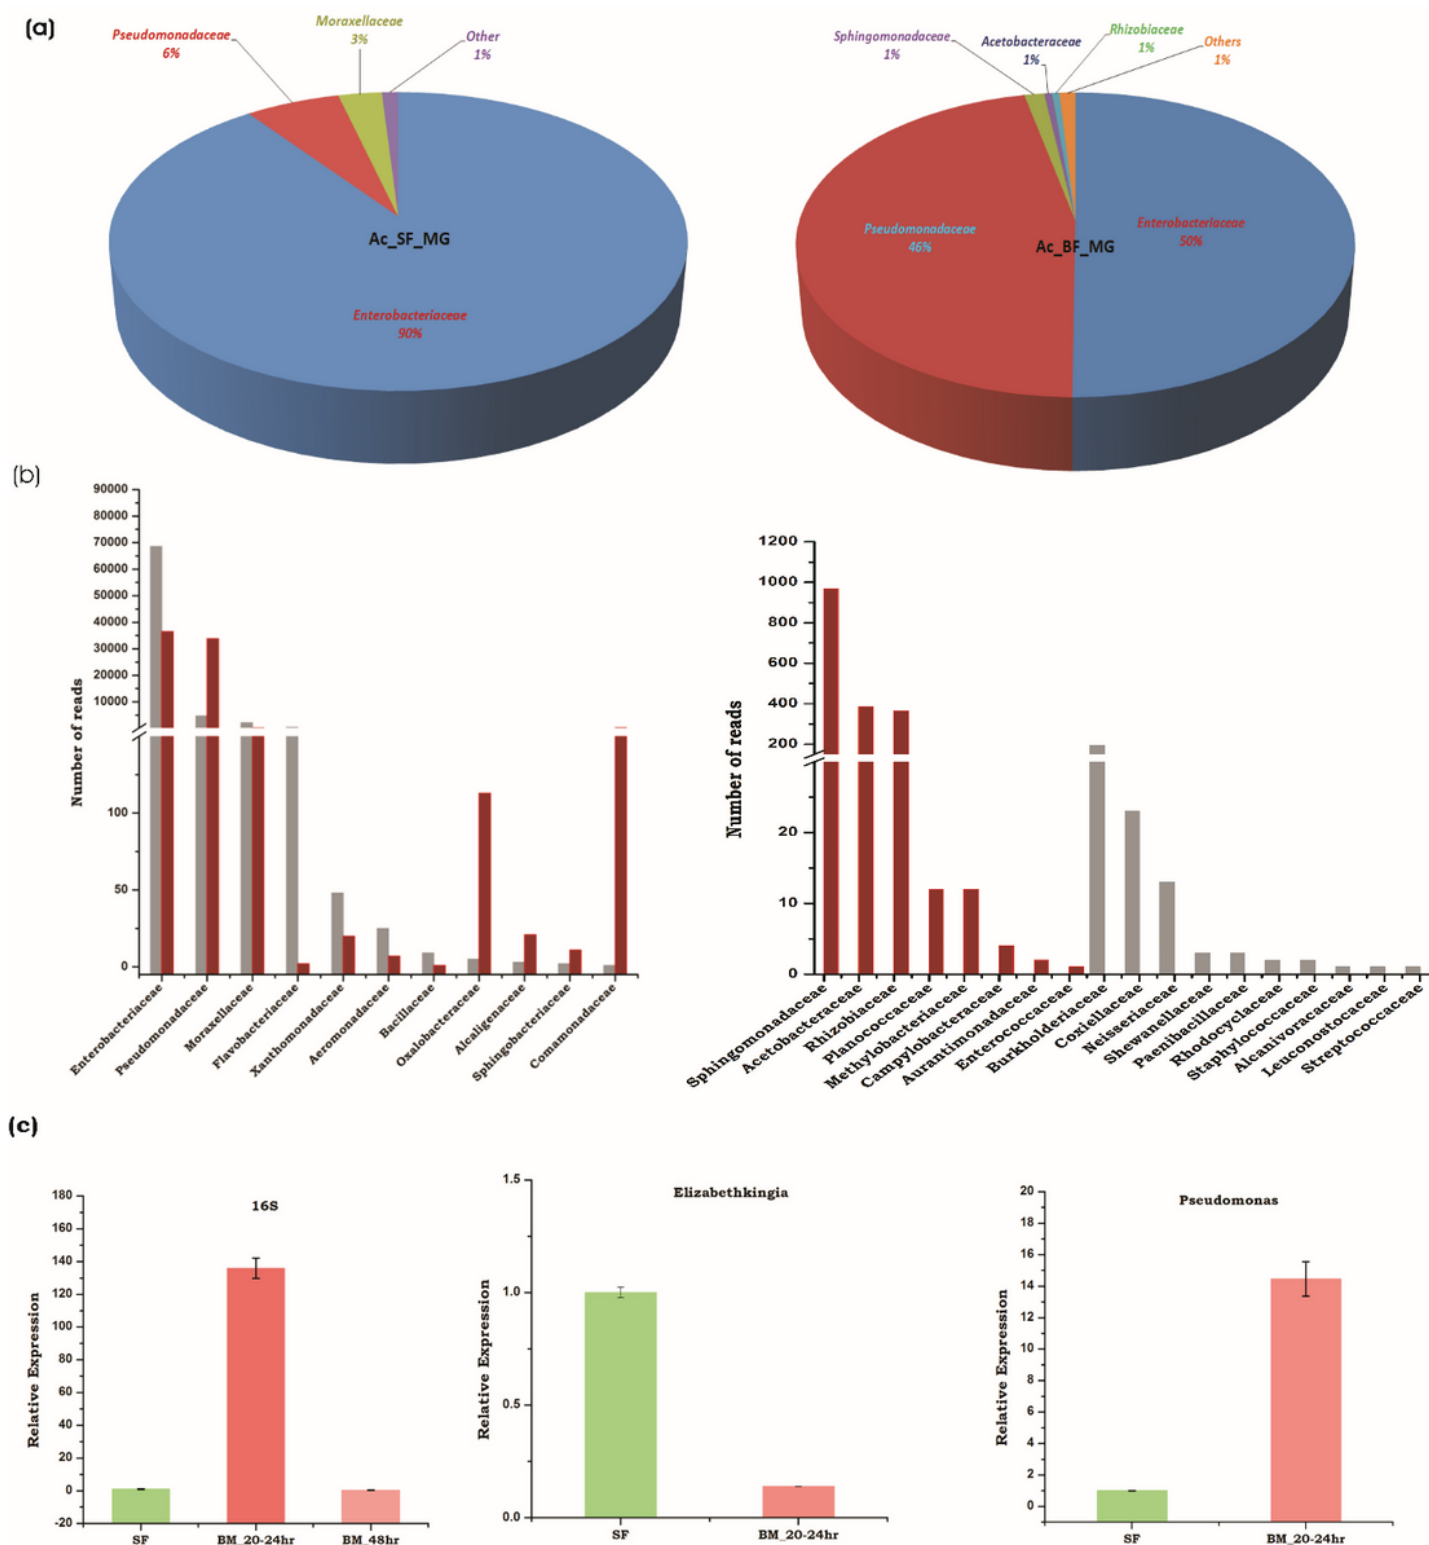 (a)
Pseudomonadaceae
6%
Moraxellaceae
3%
Other
1%
Ac_SF_MG
Enterobacteriaceae
90%
Sphingomonadaceae
1%
Acetobacteraceae
1%
Rhizobiaceae
1%
Others
1%
Pseudomonadaceae
46%
Ac_BF_MG
Enterobacteriaceae
50%
(b)
Number of reads
90000
80000
70000
60000
50000
40000
30000
20000
10000
100
50
0
Enterobacteriaceae
Pseudomonadaceae
Moraxellaceae
Flavobacteriaceae
Xanthomonadaceae
Aeromonadaceae
Bacillaceae
Oxalobacteraceae
Alcaligenaceae
Sphingobacteriaceae
Comamonadaceae
Number of reads
1200
1000
800
600
400
200
20
10
0
Sphingomonadaceae
Acetobacteraceae
Rhizobiaceae
Planococcaceae
Methylobacteriaceae
Campylobacteraceae
Aurantimonadaceae
Enterococcaceae
Burkholderiaceae
Coxiellaceae
Neisseriaceae
Shewanellaceae
Paenibacillaceae
Rhodocyclaceae
Staphylococcaceae
Alcanivoracaceae
Leuconostocaceae
Streptococcaceae
(c)
16S
Relative Expression
180
160
140
120
100
80
60
40
20
0
-20
SF
BM_20-24hr
BM_48hr
Elizabethkingia
Relative Expression
1.5
1.0
0.5
0.0
SF
BM_20-24hr
Pseudomonas
Relative Expression
20
18
16
14
12
10
8
6
4
2
0
SF
BM_20-24hr